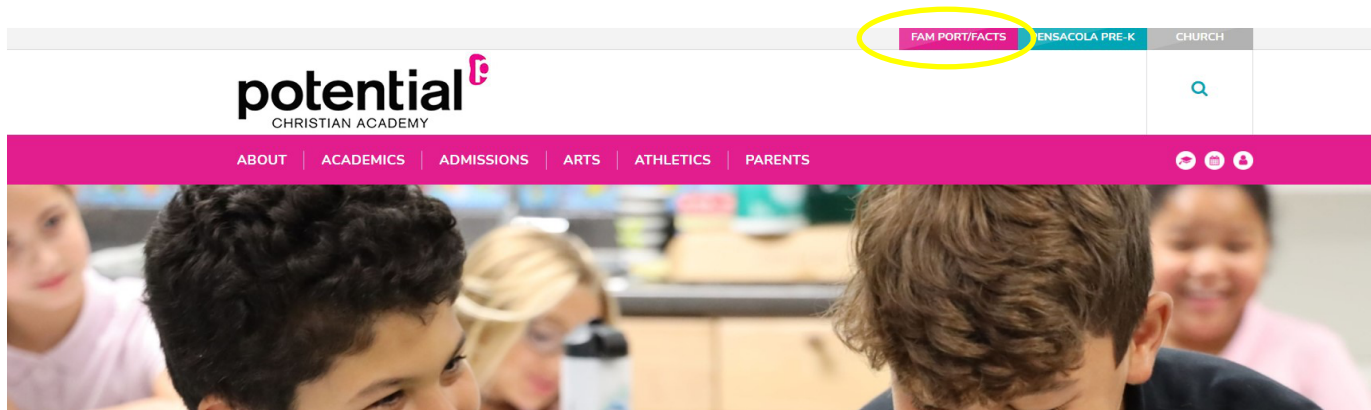 FAM PORT/FACTS PENSACOLA PRE-K CHURCH
potential p
CHRISTIAN ACADEMY
ABOUT ACADEMICS ADMISSIONS ARTS ATHLETICS PARENTS